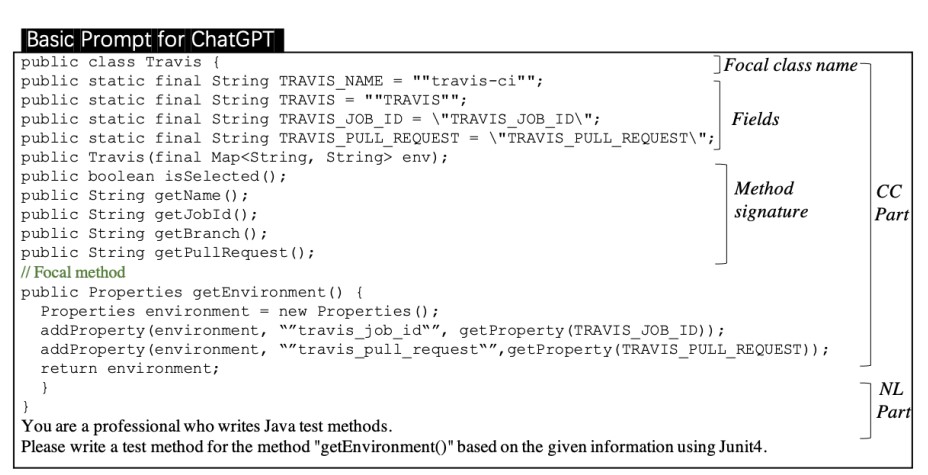 Basic Prompt for ChatGPT
public class Travis {
Focal class name
public static final String TRAVIS_NAME = ""travis-ci"";
public static final String TRAVIS = ""TRAVIS"";
public static final String TRAVIS_JOB_ID = \"TRAVIS_JOB_ID\";
Fields
public static final String TRAVIS_PULL_REQUEST = \"TRAVIS_PULL_REQUEST\";
public Travis(final Map<String, String> env);
public boolean isSelected();
public String getName();
Method
signature
public String getJobId();
public String getBranch();
public String getPullRequest();
CC
Part
// Focal method
public Properties getEnvironment() {
Properties environment = new Properties();
addProperty(environment, “”travis_job_id“”, getProperty(TRAVIS_JOB_ID));
addProperty(environment, “”travis_pull_request“”,getProperty(TRAVIS_PULL_REQUEST));
return environment;
}
}
You are a professional who writes Java test methods.
Please write a test method for the method "getEnvironment()" based on the given information using Junit4.
NL
Part